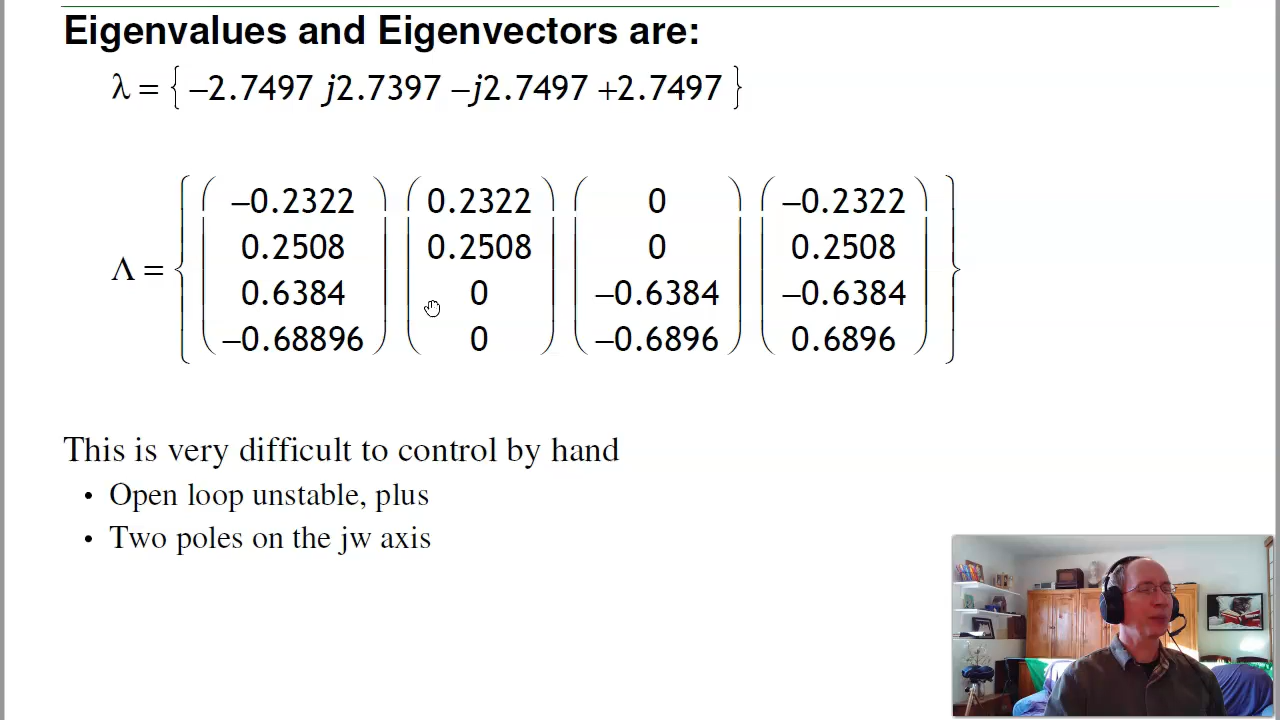 Eigenvalues and Eigenvectors are:
λ = { −2.7497 j2.7397 −j2.7497 +2.7497 }
−0.2322 0.2322 0 −0.2322
0.2508 0.2508 0 0.2508
Λ =
0.6384 0 −0.6384 −0.6384
−0.68896 0 −0.6896 0.6896
This is very difficult to control by hand
• Open loop unstable, plus
• Two poles on the jw axis